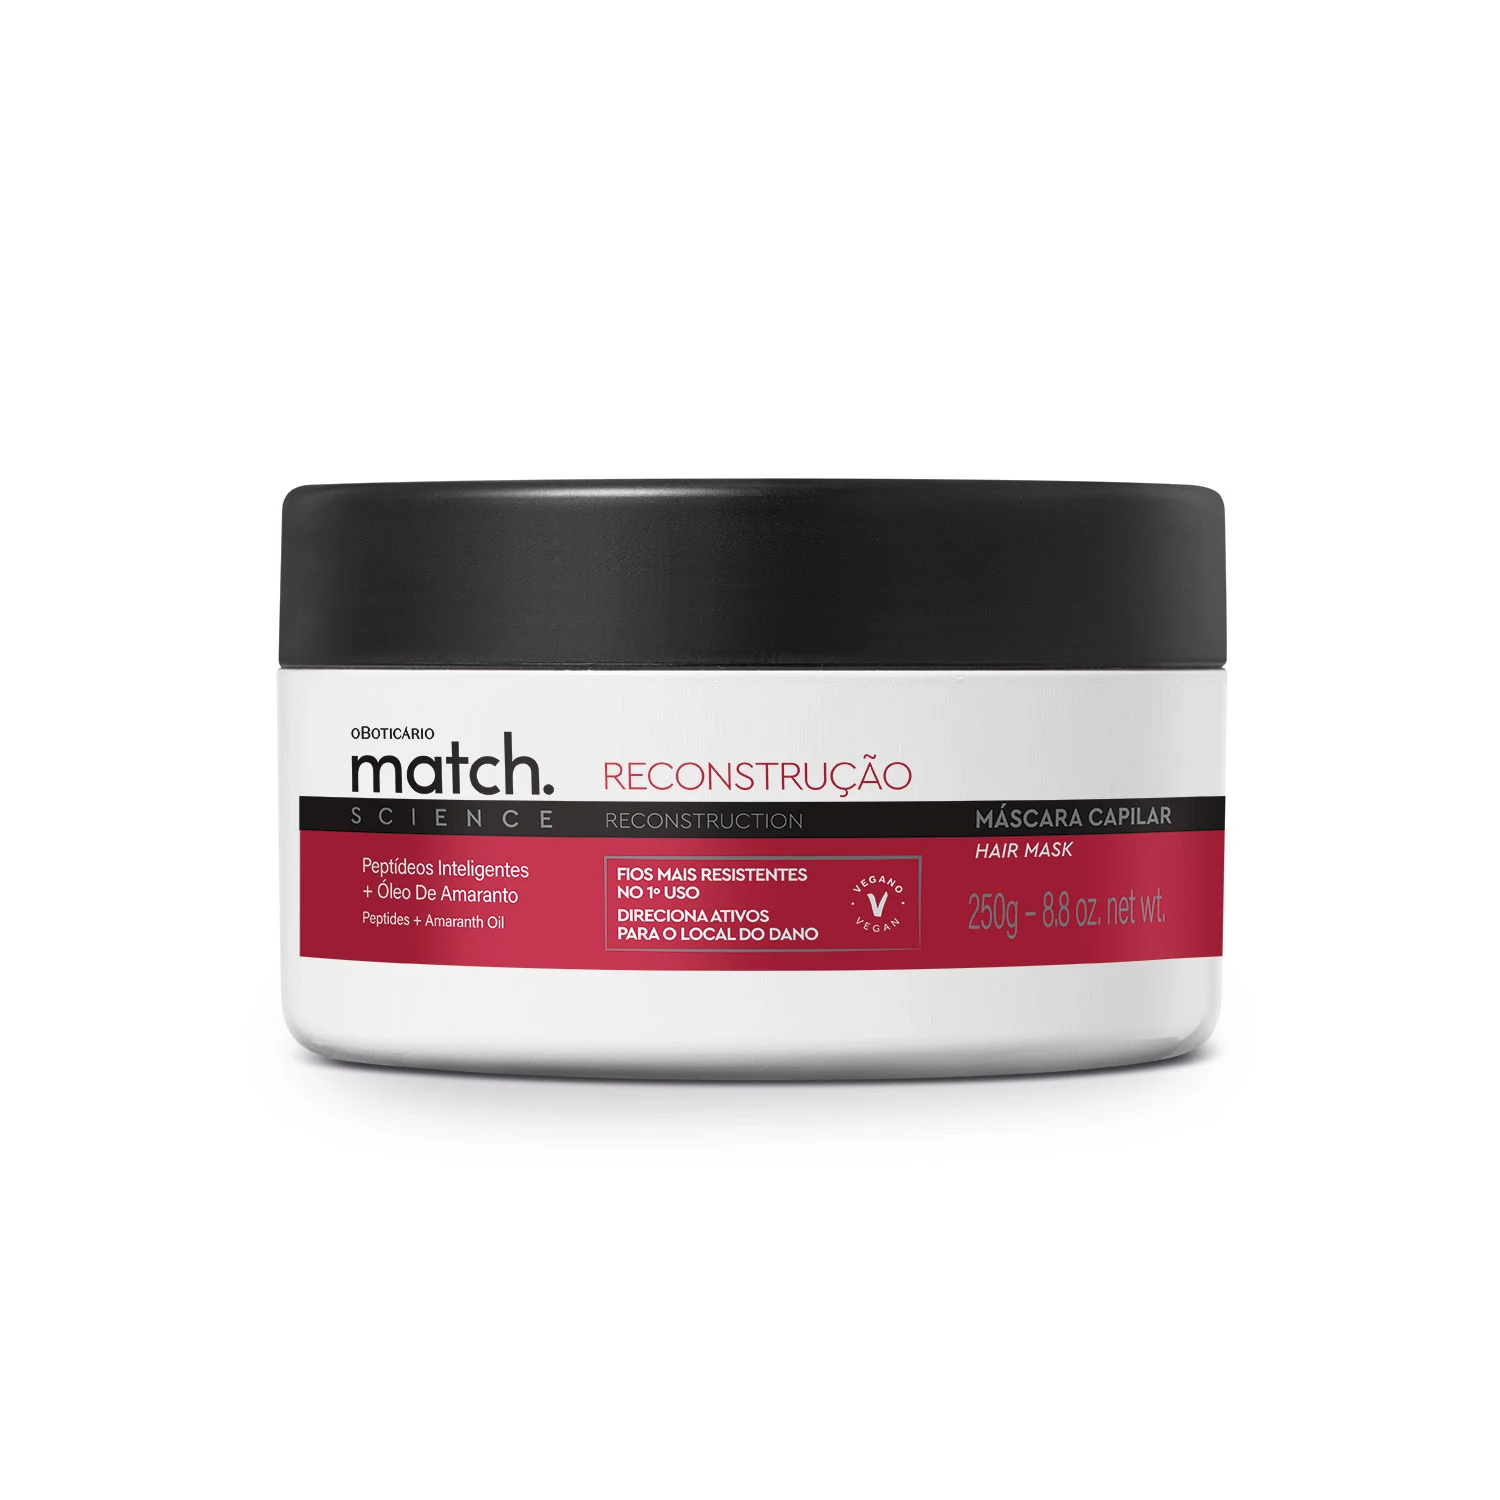 oBOTICÁRIO
match.
SCIENCE
RECONSTRUÇÃO
RECONSTRUCTION
MÁSCARA CAPILAR
HAIR MASK
Peptídeos Inteligentes
+ Óleo De Amaranto
Peptides + Amaranth Oil
FIOS MAIS RESISTENTES
NO 1º USO
DIRECIONA ATIVOS
PARA O LOCAL DO DANO
VEGANO
V
VEGAN
250g – 8.8 oz. net wt.